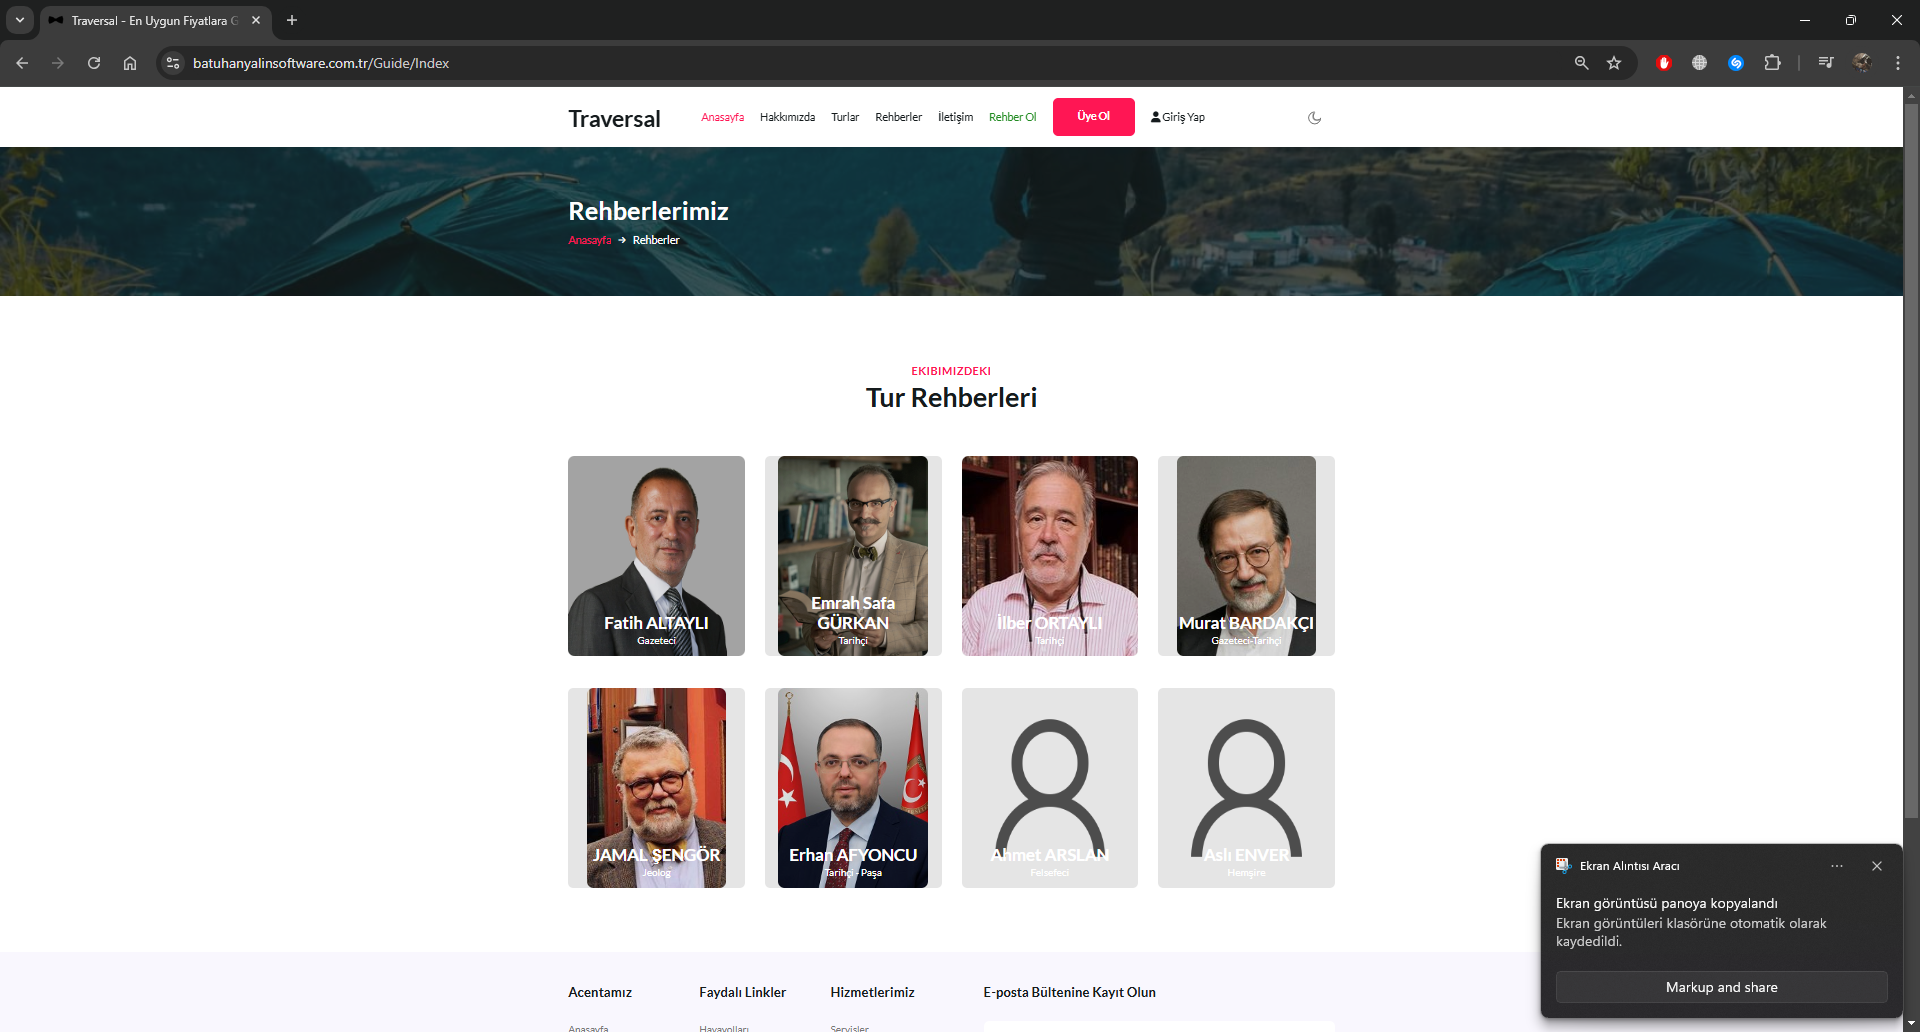 Traversal - En Uygun Fiyatlara G
batuhanyalinsoftware.com.tr/Guide/Index
Traversal
Anasayfa
Hakkımızda
Turlar
Rehberler
İletişim
Rehber Ol
Üye Ol
Giriş Yap
Rehberlerimiz
Anasayfa → Rehberler
EKIBIMIZDEKI
Tur Rehberleri
Fatih ALTAYLI
Gazeteci
Emrah Safa
GÜRKAN
Tarihçi
İlber ORTAYLI
Tarihçi
Murat BARDAKÇI
Gazeteci-Tarihçi
JAMAL ŞENGÖR
Jeolog
Erhan AFYONCU
Tarihçi - Paşa
Ahmet ARSLAN
Felsefeci
Aslı ENVER
Hemşire
Ekran Alıntısı Aracı
Ekran görüntüsü panoya kopyalandı
Ekran görüntüleri klasörüne otomatik olarak
kaydedildi.
Markup and share
Acentamız
Faydalı Linkler
Hizmetlerimiz
E-posta Bültenine Kayıt Olun
Anasayfa
Havayolları
Servisler